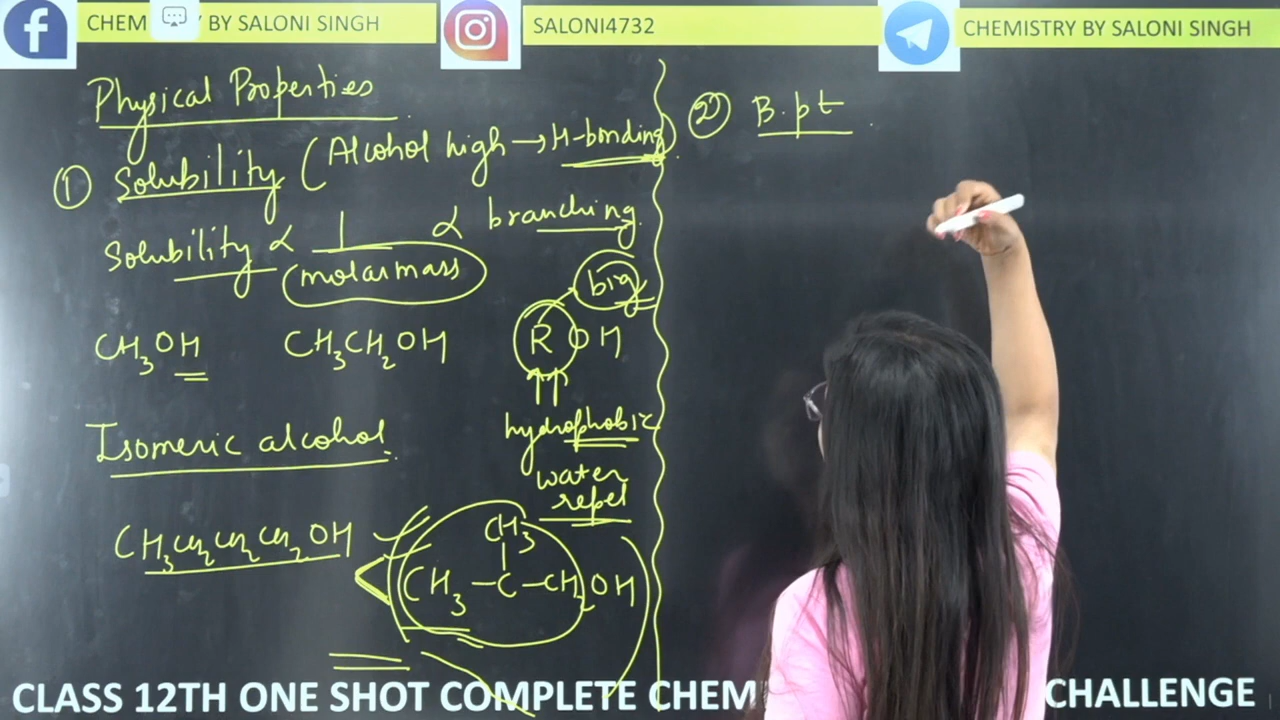 CHEM Y BY SALONI SINGH
SALONI4732
CHEMISTRY BY SALONI SINGH
Physical Properties
① Solubility (Alcohol high → H-bonding)
Solubility ∝ 1/molarmass ∝ branching
big
CH₃OH CH₃CH₂OH R OH
hydrophobic
water
repel
Isomeric alcohol
CH₃CH₂CH₂CH₂OH < CH₃-C-CH₂OH
CH₃
② B.pt
CLASS 12TH ONE SHOT COMPLETE CHEM CHALLENGE